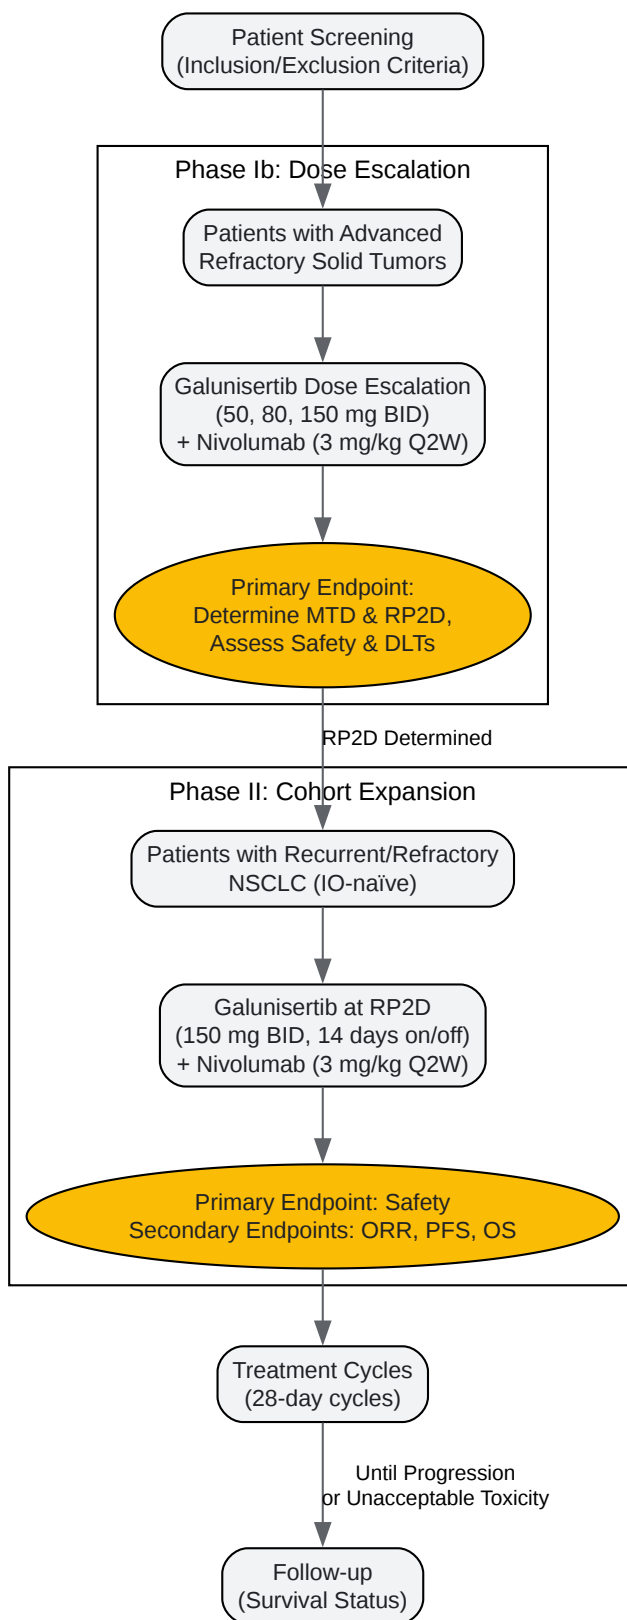 Patient Screening
(Inclusion/Exclusion Criteria)
Phase Ib: Dose Escalation
Patients with Advanced
Refractory Solid Tumors
Galunisertib Dose Escalation
(50, 80, 150 mg BID)
+ Nivolumab (3 mg/kg Q2W)
Primary Endpoint:
Determine MTD & RP2D,
Assess Safety & DLTs
RP2D Determined
Phase II: Cohort Expansion
Patients with Recurrent/Refractory
NSCLC (IO-naïve)
Galunisertib at RP2D
(150 mg BID, 14 days on/off)
+ Nivolumab (3 mg/kg Q2W)
Primary Endpoint: Safety
Secondary Endpoints: ORR, PFS, OS
Treatment Cycles
(28-day cycles)
Until Progression
or Unacceptable Toxicity
Follow-up
(Survival Status)